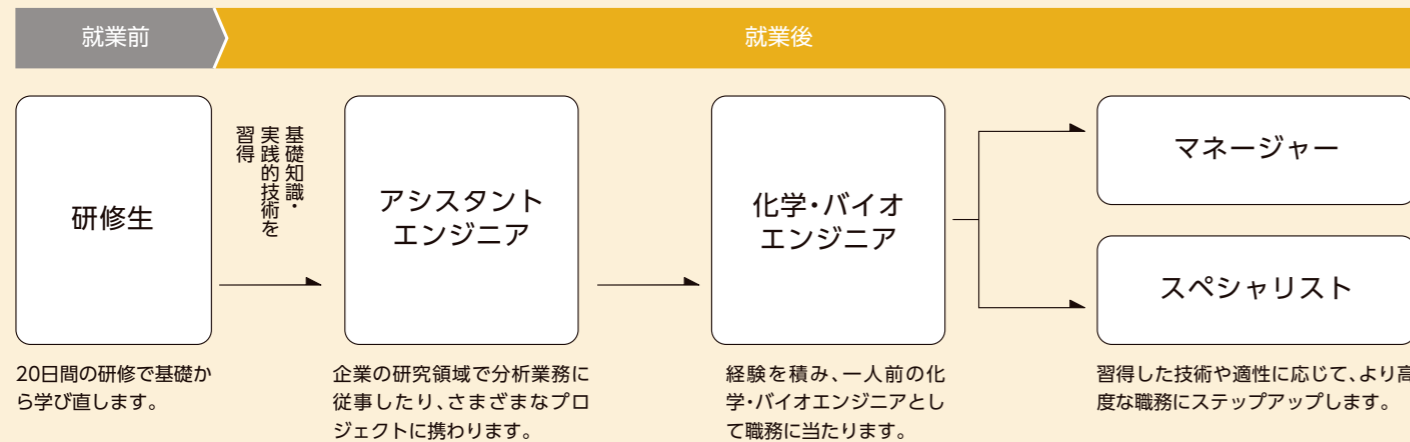 就業前
就業後
研修生
基礎知識・
実践的技術を
習得
アシスタント
エンジニア
化学・バイオ
エンジニア
マネージャー
スペシャリスト
20日間の研修で基礎か
ら学び直します。
企業の研究領域で分析業務に
従事したり、さまざまなプロ
ジェクトに携わります。
経験を積み、一人前の化
学・バイオエンジニアとし
て職務に当たります。
習得した技術や適性に応じて、より高
度な職務にステップアップします。